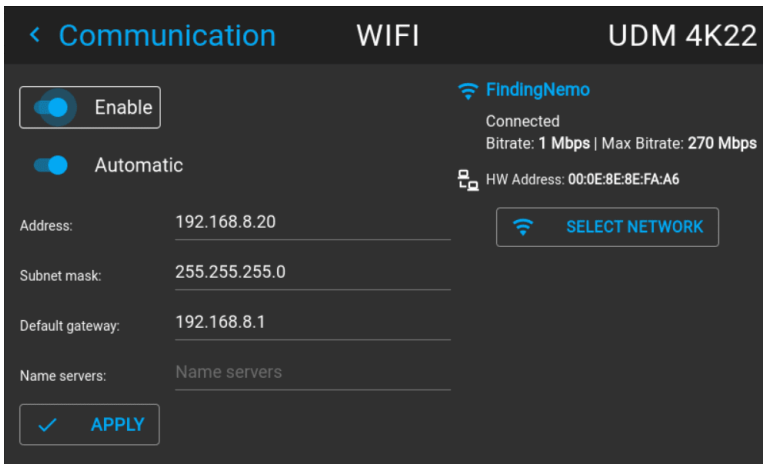 Communication WIFI UDM 4K22
Enable
Automatic
Address: 192.168.8.20
Subnet mask: 255.255.255.0
Default gateway: 192.168.8.1
Name servers: Name servers
APPLY
FindingNemo
Connected
Bitrate: 1 Mbps | Max Bitrate: 270 Mbps
HW Address: 00:0E:8E:8E:FA:A6
SELECT NETWORK